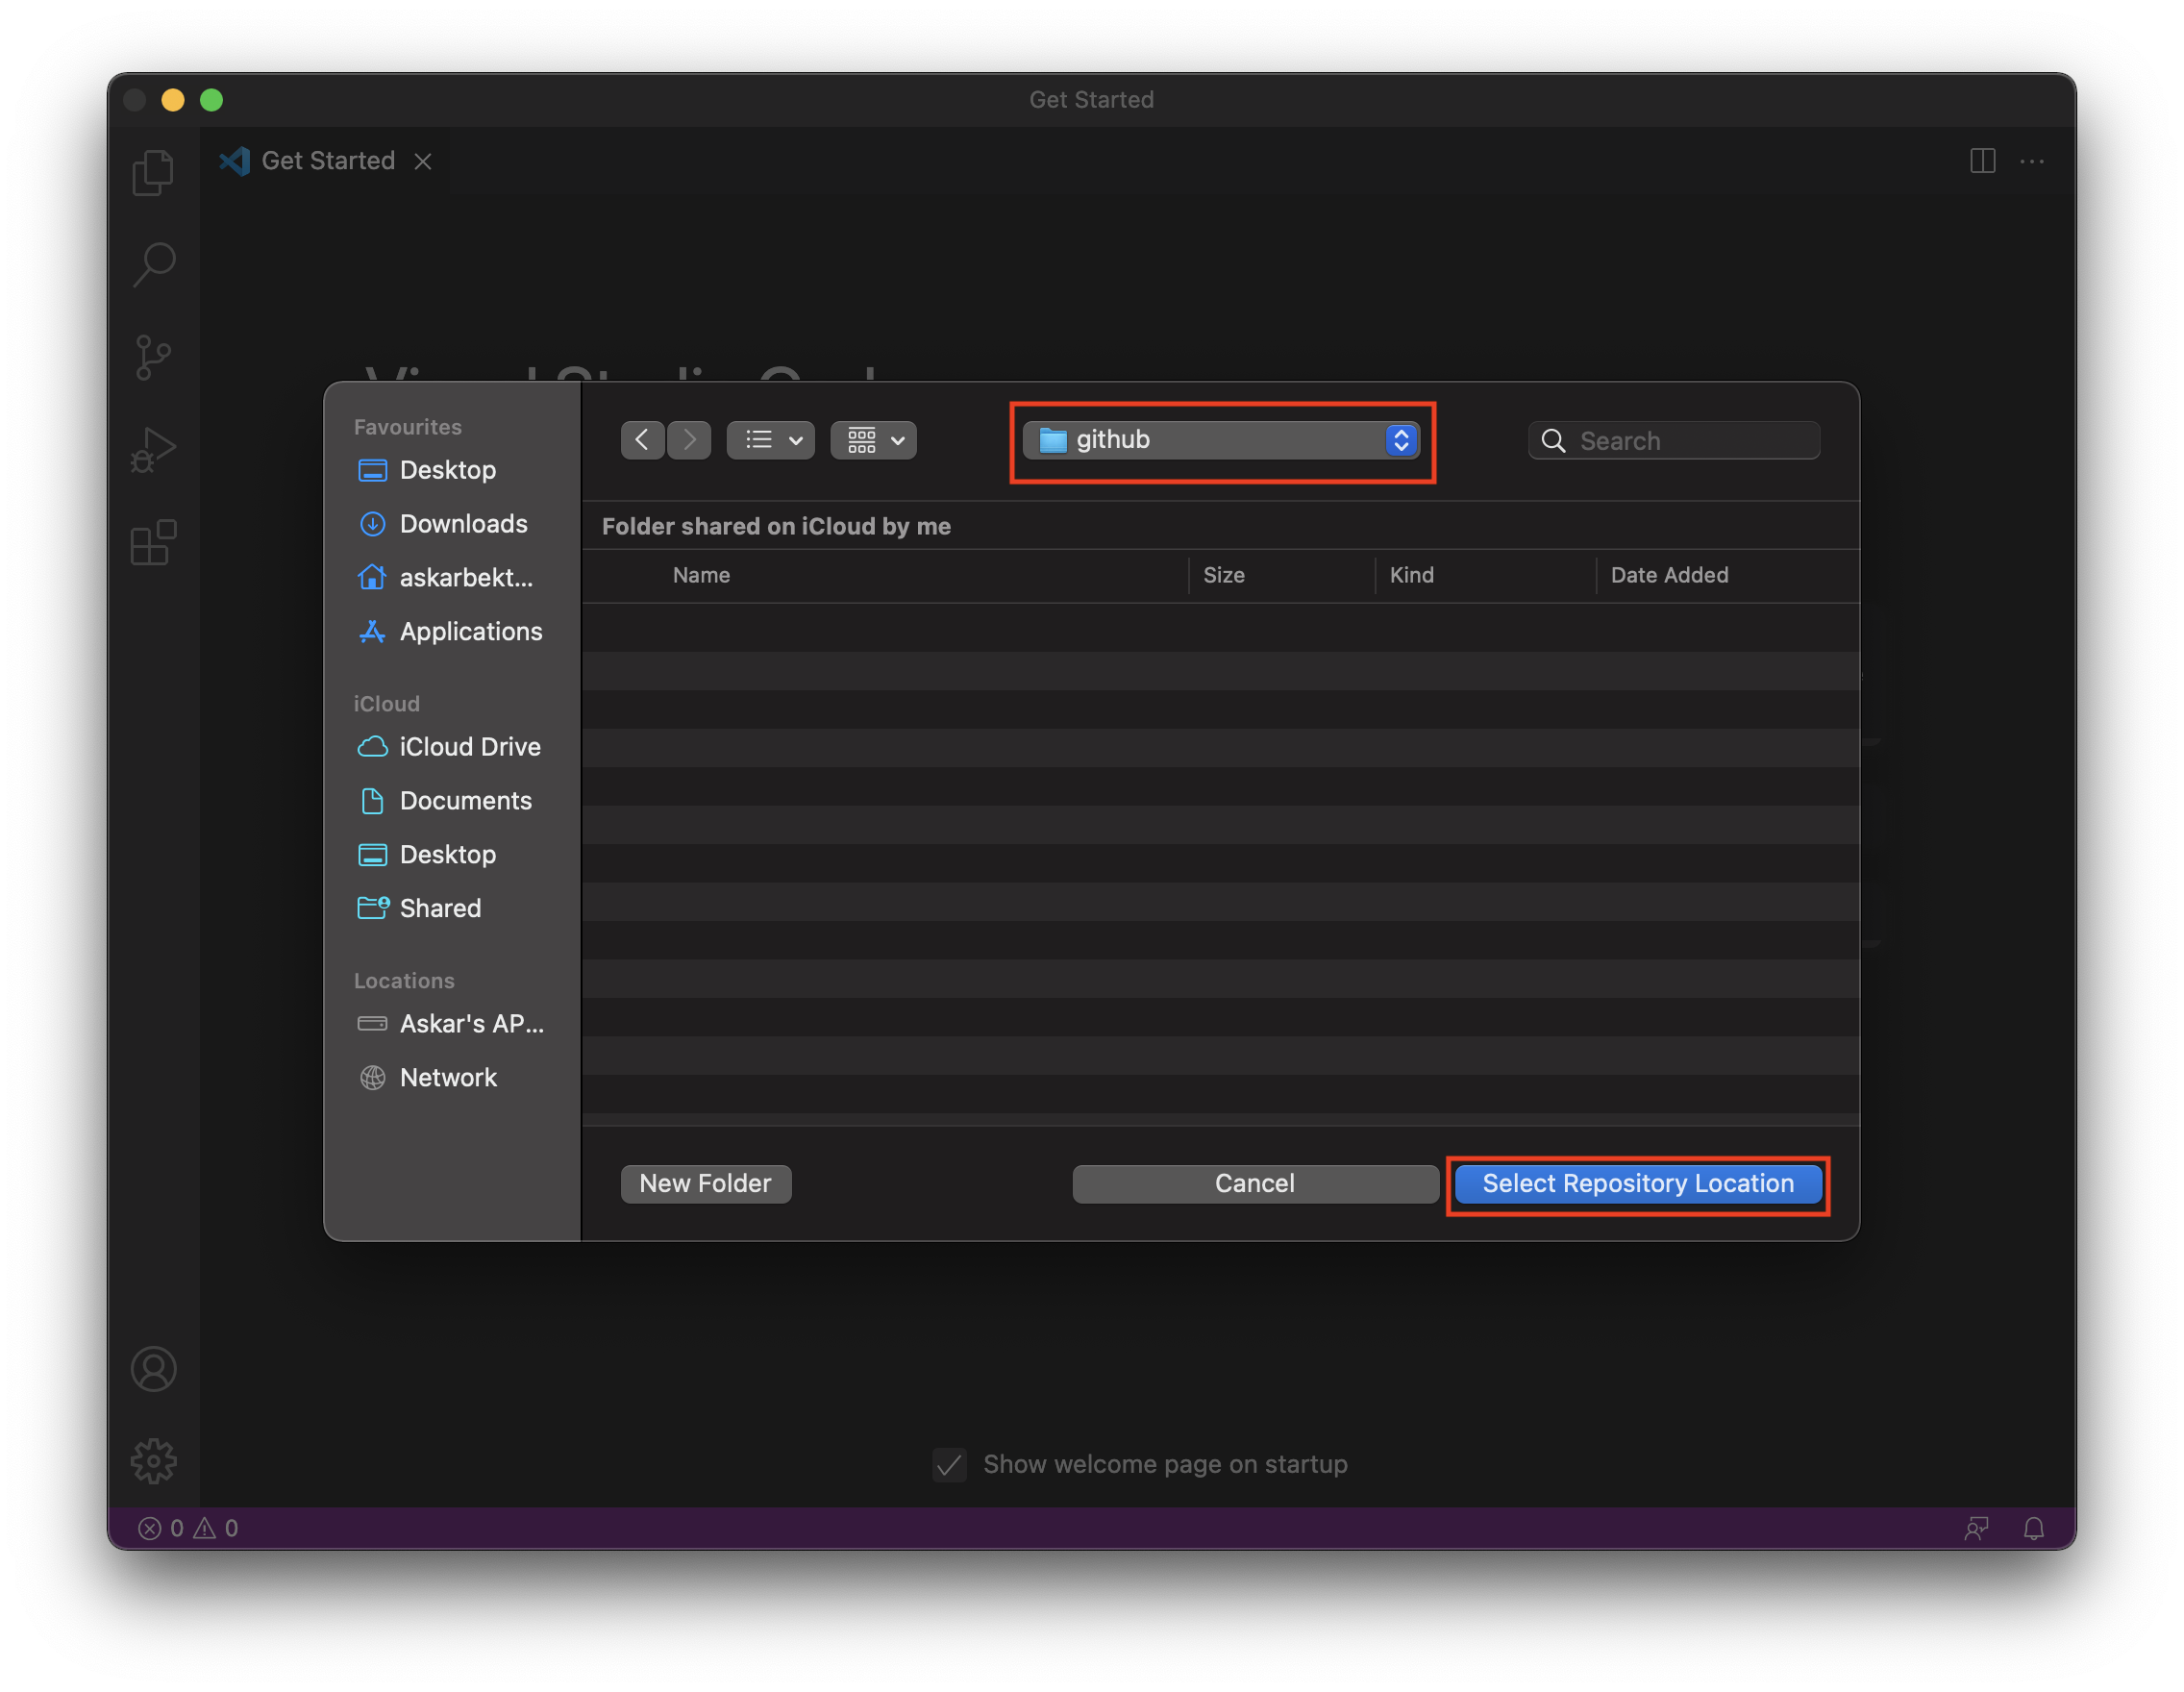 Get Started
Get Started
Favourites
Desktop
Downloads
askarbekt...
Applications
iCloud
iCloud Drive
Documents
Desktop
Shared
Locations
Askar's AP...
Network
github
Search
Folder shared on iCloud by me
Name Size Kind Date Added
New Folder Cancel Select Repository Location
Show welcome page on startup
0 0